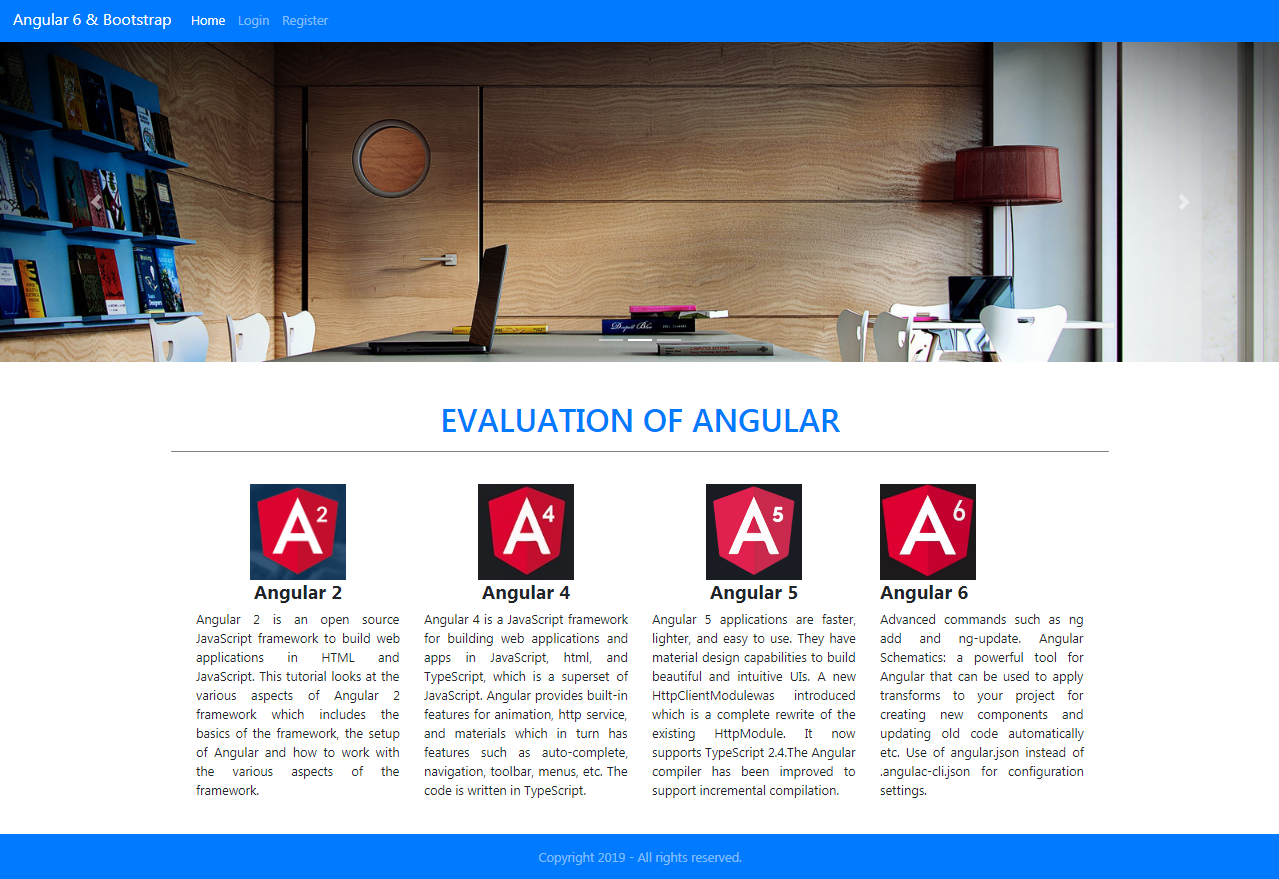 Angular 6 & Bootstrap Home Login Register
Deepest Blue
COMPUTER SYSTEMS
EVALUATION OF ANGULAR
2 4 5 6
Angular 2
Angular 2 is an open source
JavaScript framework to build web
applications in HTML and
JavaScript. This tutorial looks at the
various aspects of Angular 2
framework which includes the
basics of the framework, the setup
of Angular and how to work with
the various aspects of the
framework.
Angular 4
Angular 4 is a JavaScript framework
for building web applications and
apps in JavaScript, html, and
TypeScript, which is a superset of
JavaScript. Angular provides built-in
features for animation, http service,
and materials which in turn has
features such as auto-complete,
navigation, toolbar, menus, etc. The
code is written in TypeScript.
Angular 5
Angular 5 applications are faster,
lighter, and easy to use. They have
material design capabilities to build
beautiful and intuitive UIs. A new
HttpClientModulewas introduced
which is a complete rewrite of the
existing HttpModule. It now
supports TypeScript 2.4.The Angular
compiler has been improved to
support incremental compilation.
Angular 6
Advanced commands such as ng
add and ng-update. Angular
Schematics: a powerful tool for
Angular that can be used to apply
transforms to your project for
creating new components and
updating old code automatically
etc. Use of angular.json instead of
.angulac-cli.json for configuration
settings.
Copyright 2019 - All rights reserved.